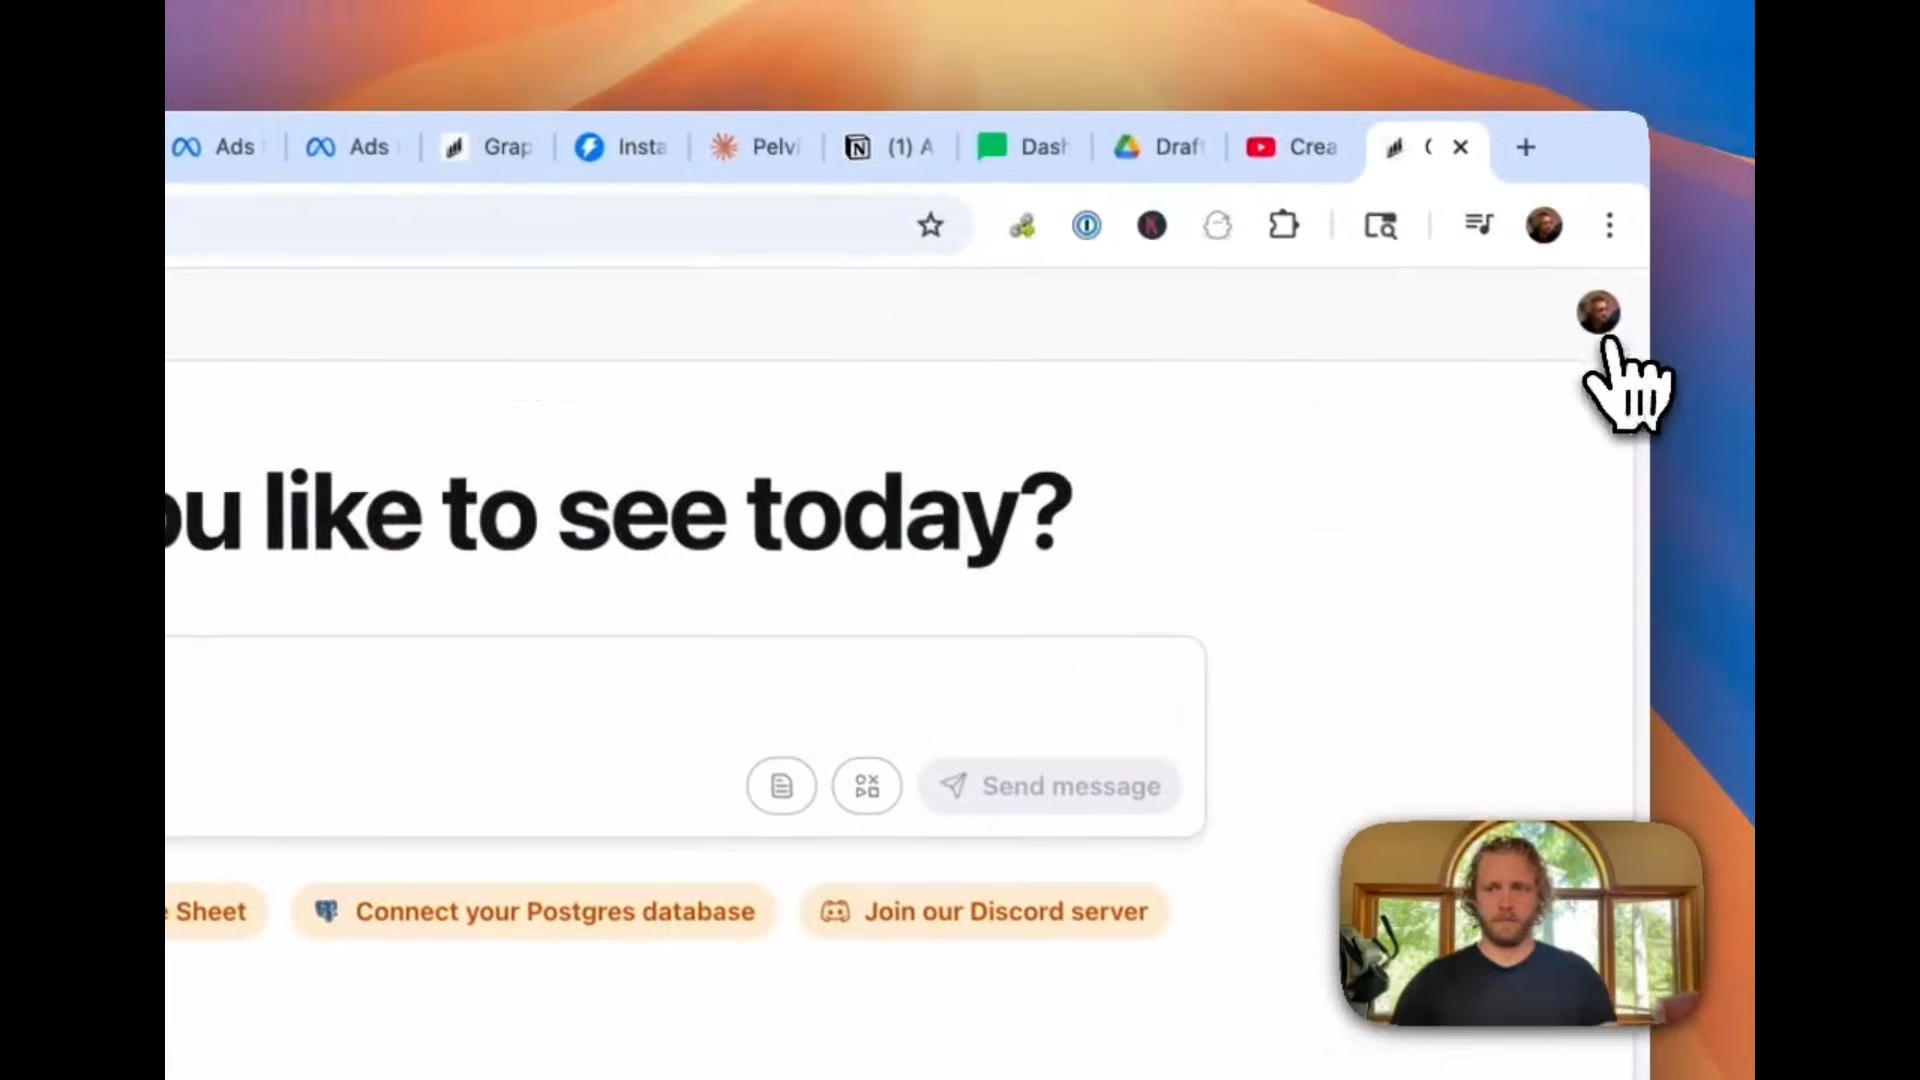 Ads
Ads
Grap
Insta
Pelvi
(1) A
Dash
Draft
Crea
ou like to see today?
Send message
Sheet
Connect your Postgres database
Join our Discord server